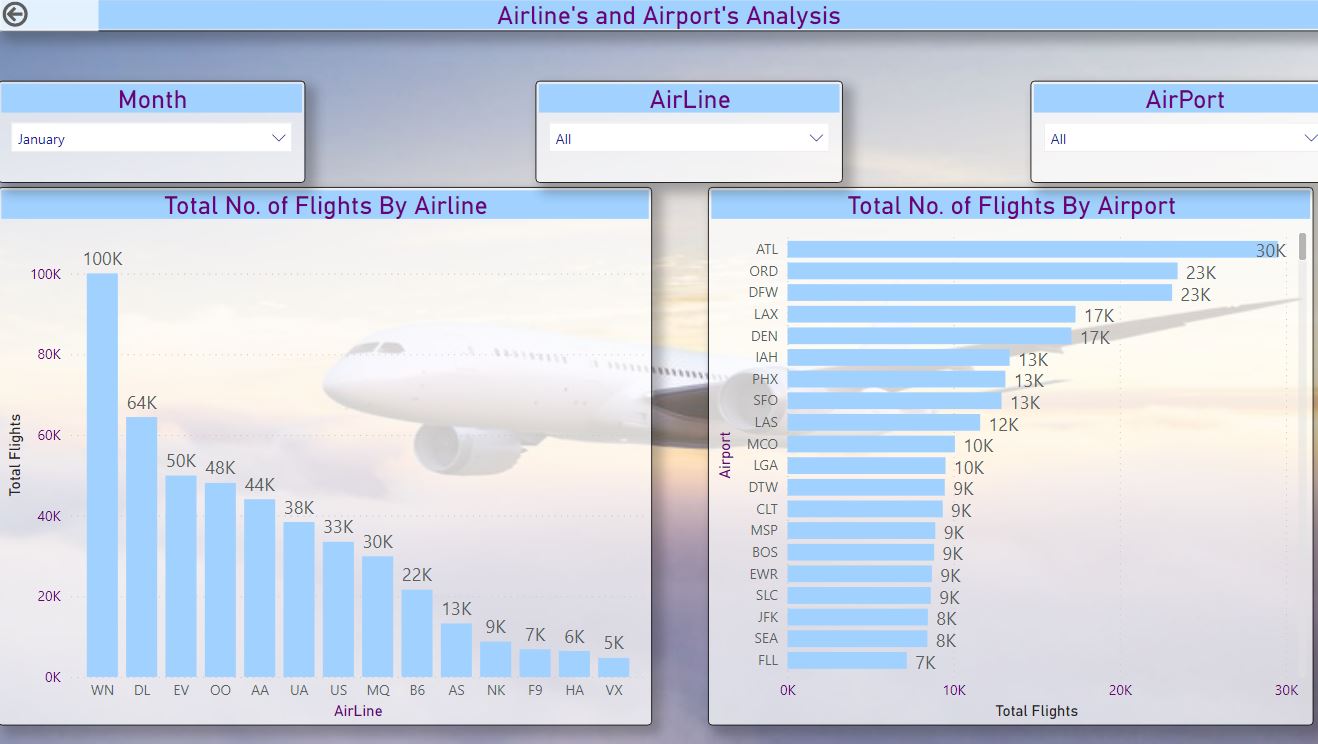 Airline's and Airport's Analysis
Month
January
AirLine
All
AirPort
All
Total No. of Flights By Airline
Total Flights
100K
80K
60K
40K
20K
0K
100K
64K
50K
48K
44K
38K
33K
30K
22K
13K
9K
7K
6K
5K
WN DL EV OO AA UA US MQ B6 AS NK F9 HA VX
AirLine
Total No. of Flights By Airport
Airport
ATL 30K
ORD 23K
DFW 23K
LAX 17K
DEN 17K
IAH 13K
PHX 13K
SFO 13K
LAS 12K
MCO 10K
LGA 10K
DTW 9K
CLT 9K
MSP 9K
BOS 9K
EWR 9K
SLC 9K
JFK 8K
SEA 8K
FLL 7K
0K 10K 20K 30K
Total Flights